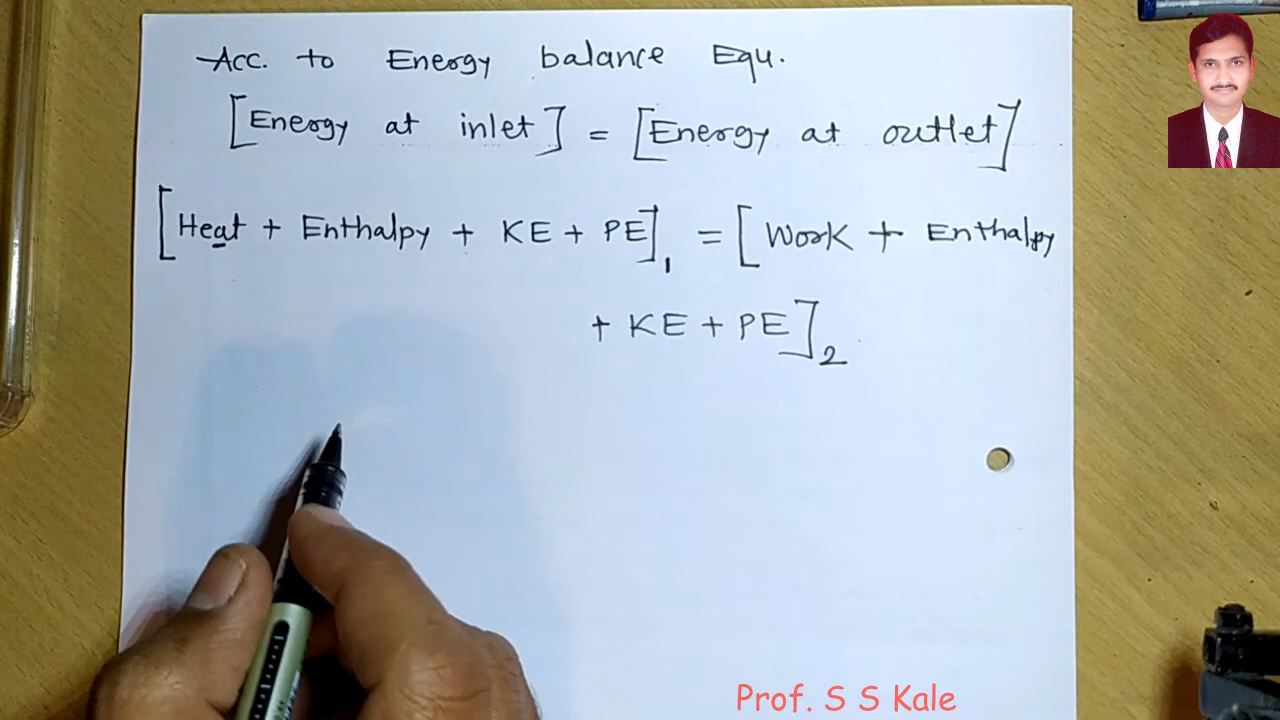 Acc. to Energy balance Equ.
[Energy at inlet] = [Energy at outlet]
[Heat + Enthalpy + KE + PE]₁ = [Work + Enthalpy
+ KE + PE]₂
Prof. S S Kale